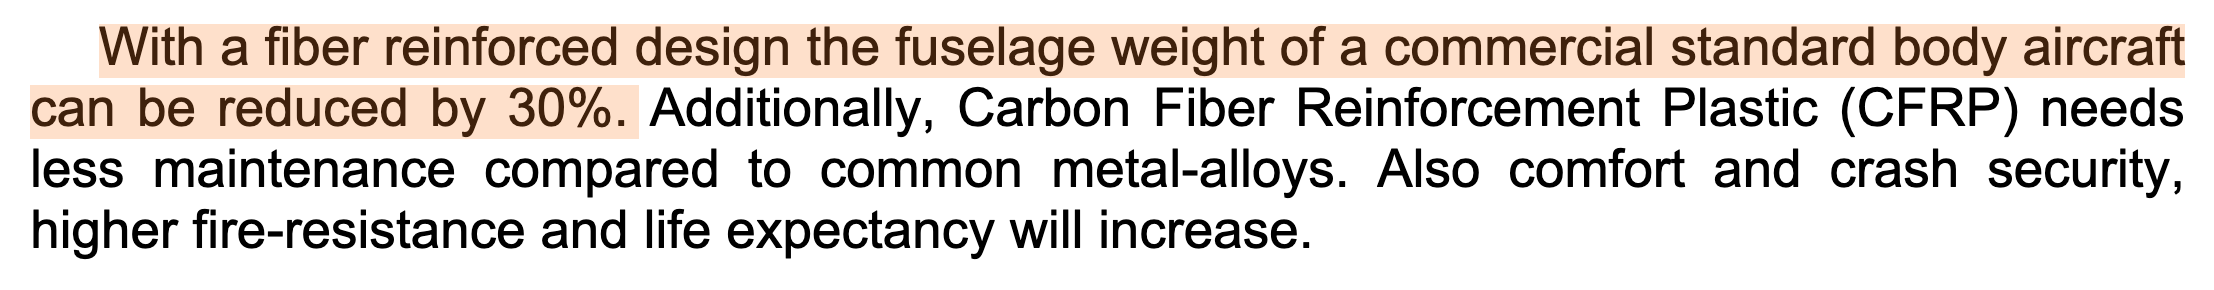 With a fiber reinforced design the fuselage weight of a commercial standard body aircraft
can be reduced by 30%. Additionally, Carbon Fiber Reinforcement Plastic (CFRP) needs
less maintenance compared to common metal-alloys. Also comfort and crash security,
higher fire-resistance and life expectancy will increase.